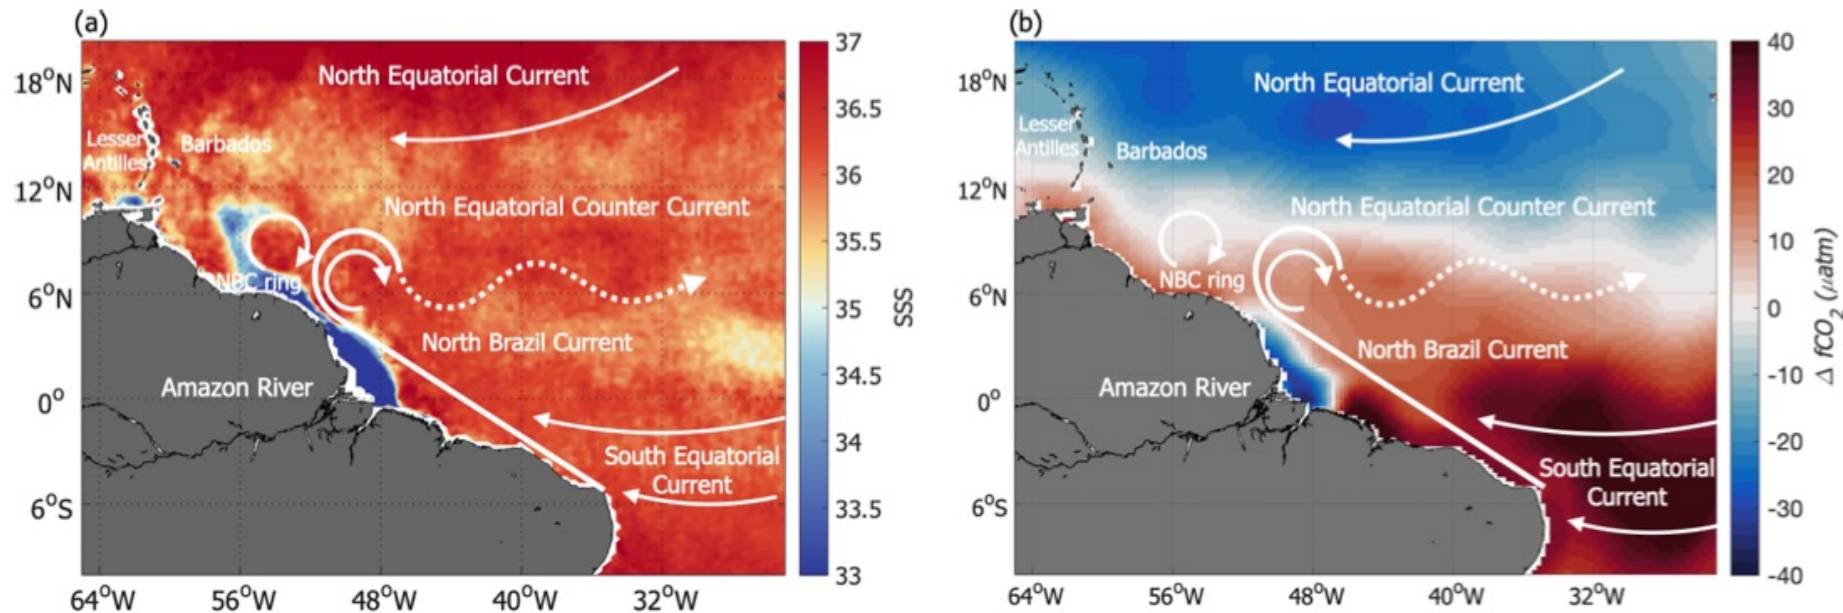 (a)
North Equatorial Current
Lesser
Antilles
Barbados
North Equatorial Counter Current
NBC ring
North Brazil Current
Amazon River
South Equatorial
Current
18°N
12°N
6°N
0°
6°S
64°W
56°W
48°W
40°W
32°W
37
36.5
36
35.5
35
34.5
34
33.5
33
SSS
(b)
North Equatorial Current
Lesser
Antilles
Barbados
North Equatorial Counter Current
NBC ring
North Brazil Current
Amazon River
South Equatorial
Current
18°N
12°N
6°N
0°
6°S
64°W
56°W
48°W
40°W
32°W
40
30
20
10
0
-10
-20
-30
-40
Δ fCO₂ (μatm)